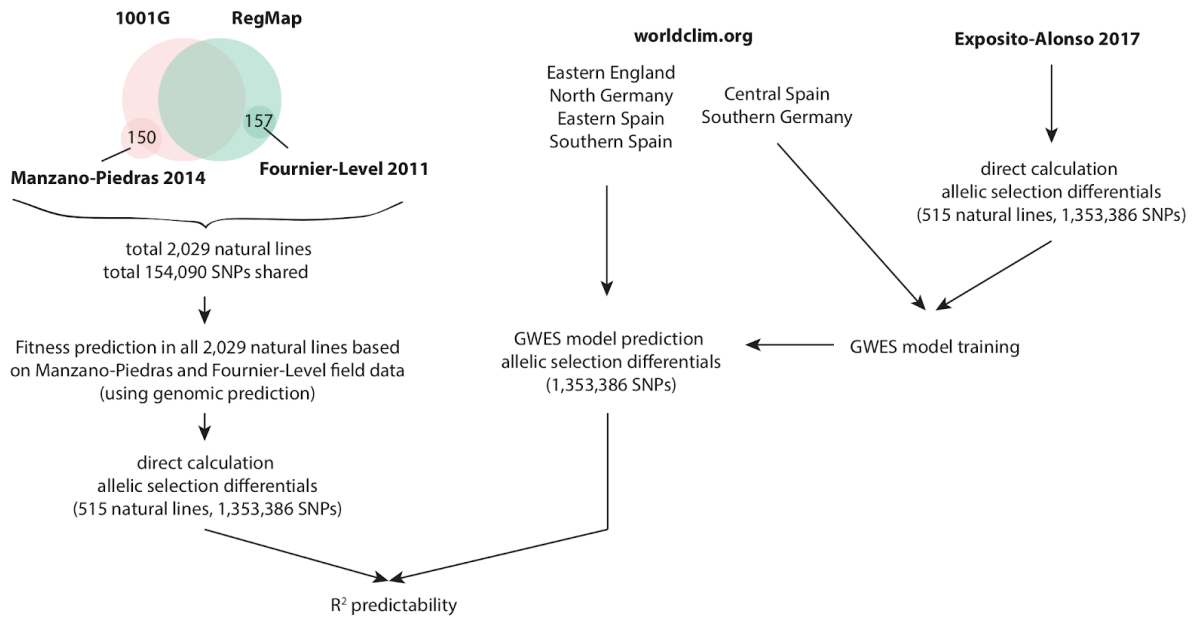 1001G
RegMap
150
157
Manzano-Piedras 2014
Fournier-Level 2011
total 2,029 natural lines
total 154,090 SNPs shared
Fitness prediction in all 2,029 natural lines based
on Manzano-Piedras and Fournier-Level field data
(using genomic prediction)
direct calculation
allelic selection differentials
(515 natural lines, 1,353,386 SNPs)
worldclim.org
Eastern England
North Germany
Eastern Spain
Southern Spain
Central Spain
Southern Germany
Exposito-Alonso 2017
direct calculation
allelic selection differentials
(515 natural lines, 1,353,386 SNPs)
GWES model training
GWES model prediction
allelic selection differentials
(1,353,386 SNPs)
R² predictability